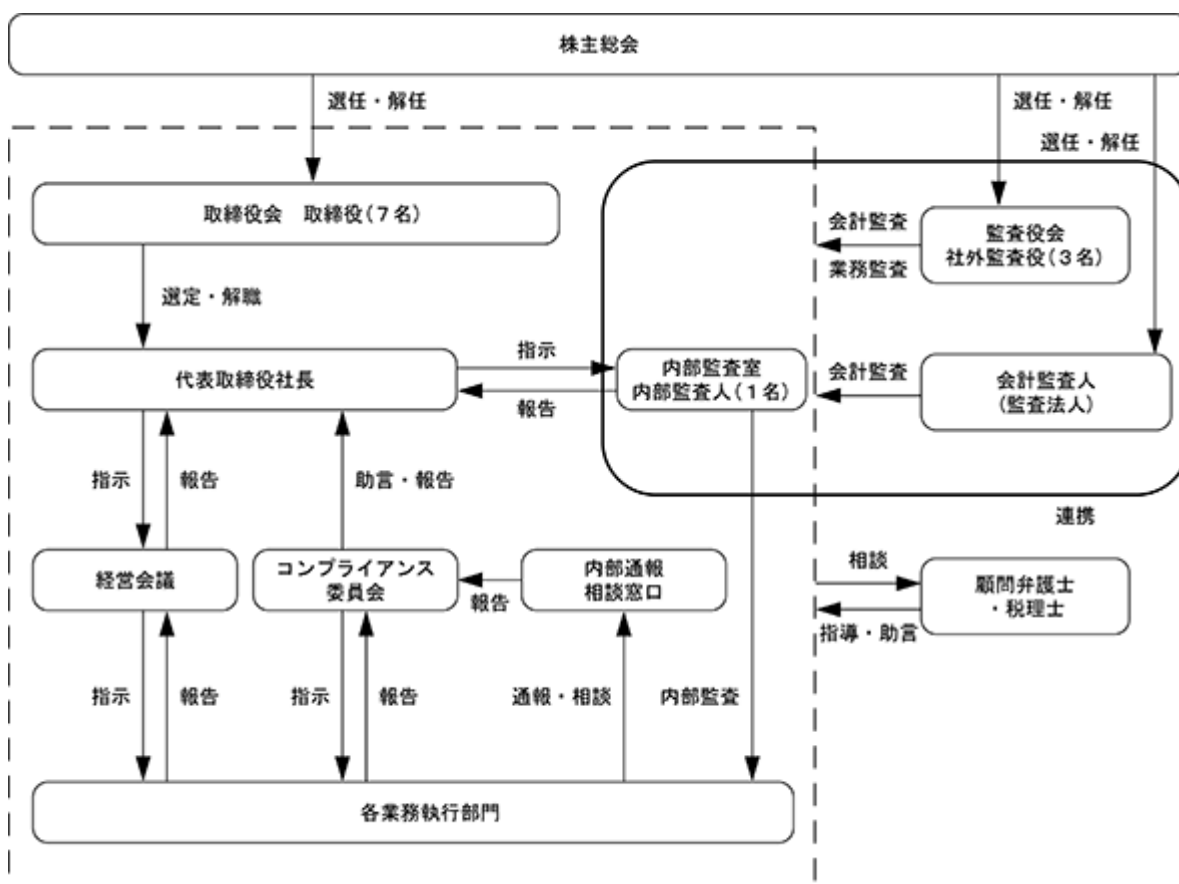 株主総会
選任・解任
選任・解任
選任・解任
取締役会 取締役(7名)
会計監査
業務監査
監査役会
社外監査役(3名)
選定・解職
代表取締役社長
指示
報告
内部監査室
内部監査人(1名)
会計監査
会計監査人
(監査法人)
指示
報告
助言・報告
連携
経営会議
コンプライアンス
委員会
報告
内部通報
相談窓口
相談
指導・助言
顧問弁護士
・税理士
指示
報告
指示
報告
通報・相談
内部監査
各業務執行部門